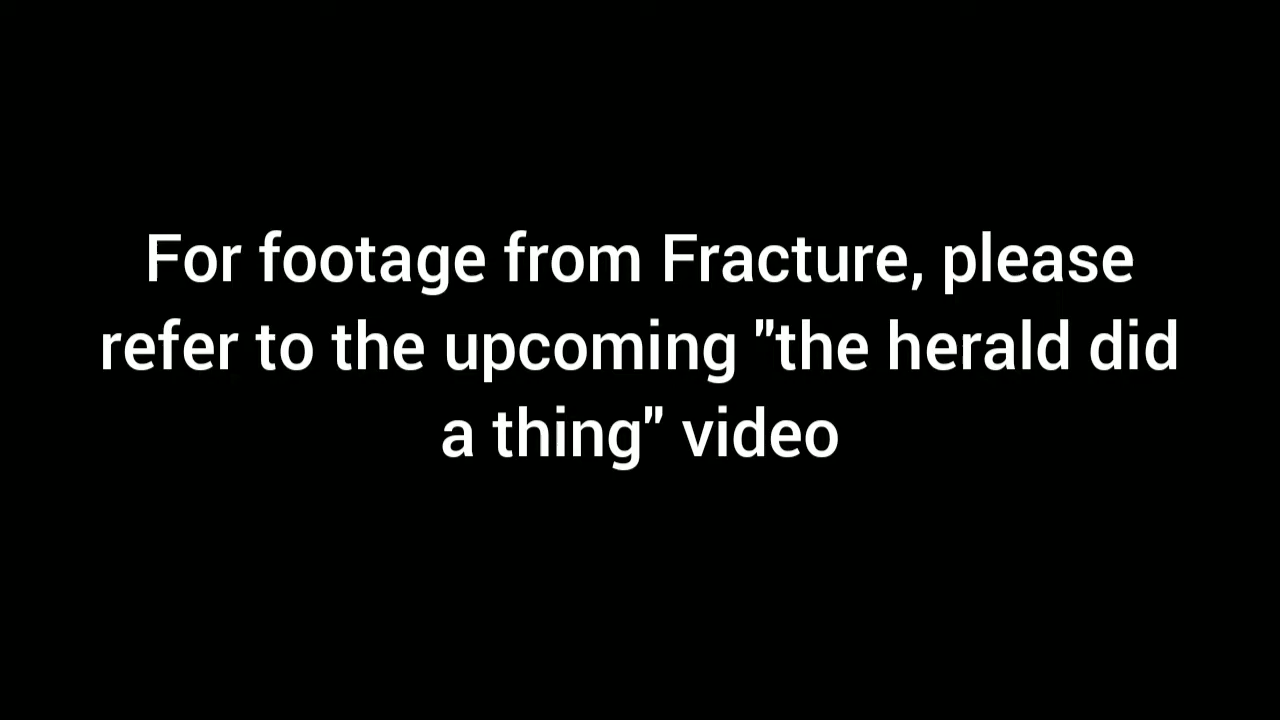 For footage from Fracture, please
refer to the upcoming "the herald did
a thing" video